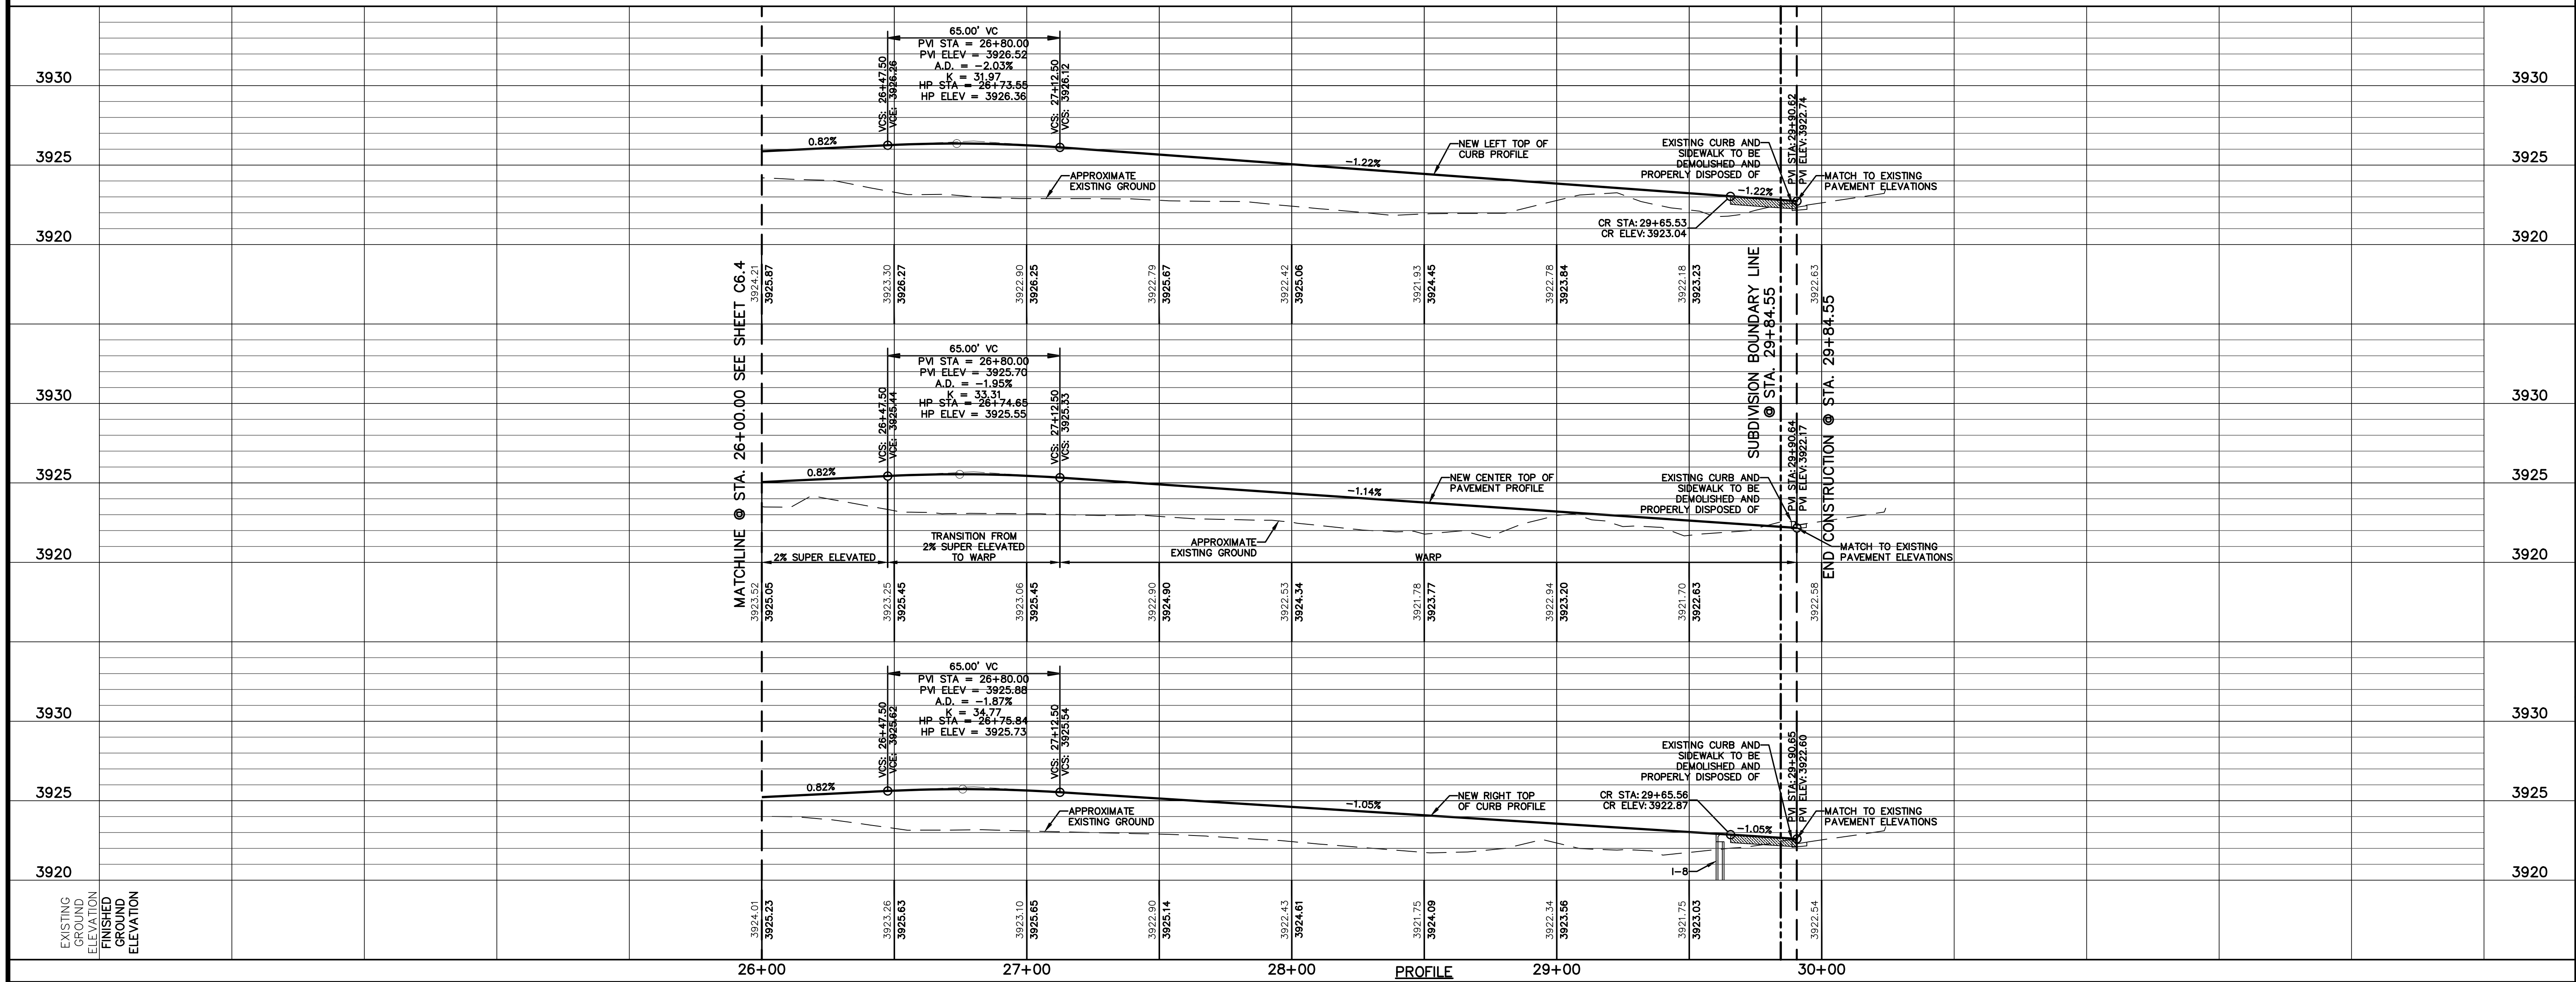 65.00' VC
PVI STA = 26+80.00
PVI ELEV = 3926.52
A.D. = -2.03%
K = 31.97
HP STA = 26+73.55
HP ELEV = 3926.36
VCS: 26+47.50
VCE: 3926.26
VCS: 27+12.50
VCS: 3926.12
3930
3930
0.82%
-1.22%
NEW LEFT TOP OF
CURB PROFILE
EXISTING CURB AND
SIDEWALK TO BE
DEMOLISHED AND
PROPERLY DISPOSED OF
PVI STA: 29+90.62
PVI ELEV: 3922.74
3925
3925
APPROXIMATE
EXISTING GROUND
-1.22%
MATCH TO EXISTING
PAVEMENT ELEVATIONS
CR STA: 29+65.53
CR ELEV: 3923.04
3920
3920
3924.21
3925.87
3923.30
3926.27
3922.90
3926.25
3922.79
3925.67
3922.42
3925.06
3921.93
3924.45
3922.78
3923.84
3922.18
3923.23
3922.63
MATCHLINE @ STA. 26+00.00 SEE SHEET C6.4
SUBDIVISION BOUNDARY LINE
@ STA. 29+84.55
END CONSTRUCTION @ STA. 29+84.55
65.00' VC
PVI STA = 26+80.00
PVI ELEV = 3925.70
A.D. = -1.95%
K = 33.31
HP STA = 26+74.65
HP ELEV = 3925.55
VCS: 26+47.50
VCE: 3925.44
VCS: 27+12.50
VCS: 3925.33
3930
3930
0.82%
-1.14%
NEW CENTER TOP OF
PAVEMENT PROFILE
EXISTING CURB AND
SIDEWALK TO BE
DEMOLISHED AND
PROPERLY DISPOSED OF
PVI STA: 29+90.64
PVI ELEV: 3922.17
3925
3925
APPROXIMATE
EXISTING GROUND
MATCH TO EXISTING
PAVEMENT ELEVATIONS
2% SUPER ELEVATED
TRANSITION FROM
2% SUPER ELEVATED
TO WARP
WARP
3920
3920
3923.52
3925.05
3923.25
3925.45
3923.06
3925.45
3922.90
3924.90
3922.53
3924.34
3921.78
3923.77
3922.94
3923.20
3921.70
3922.63
3922.58
65.00' VC
PVI STA = 26+80.00
PVI ELEV = 3925.88
A.D. = -1.87%
K = 34.77
HP STA = 26+75.84
HP ELEV = 3925.73
VCS: 26+47.50
VCE: 3925.62
VCS: 27+12.50
VCS: 3925.54
3930
3930
0.82%
-1.05%
NEW RIGHT TOP
OF CURB PROFILE
EXISTING CURB AND
SIDEWALK TO BE
DEMOLISHED AND
PROPERLY DISPOSED OF
PVI STA: 29+90.65
PVI ELEV: 3922.60
3925
3925
APPROXIMATE
EXISTING GROUND
CR STA: 29+65.56
CR ELEV: 3922.87
-1.05%
MATCH TO EXISTING
PAVEMENT ELEVATIONS
I-8
3920
3920
EXISTING
GROUND
ELEVATION
FINISHED
GROUND
ELEVATION
3924.01
3925.23
3923.26
3925.63
3923.10
3925.65
3922.90
3925.14
3922.43
3924.61
3921.75
3924.09
3922.34
3923.56
3921.75
3923.03
3922.54
26+00
27+00
28+00
PROFILE
29+00
30+00